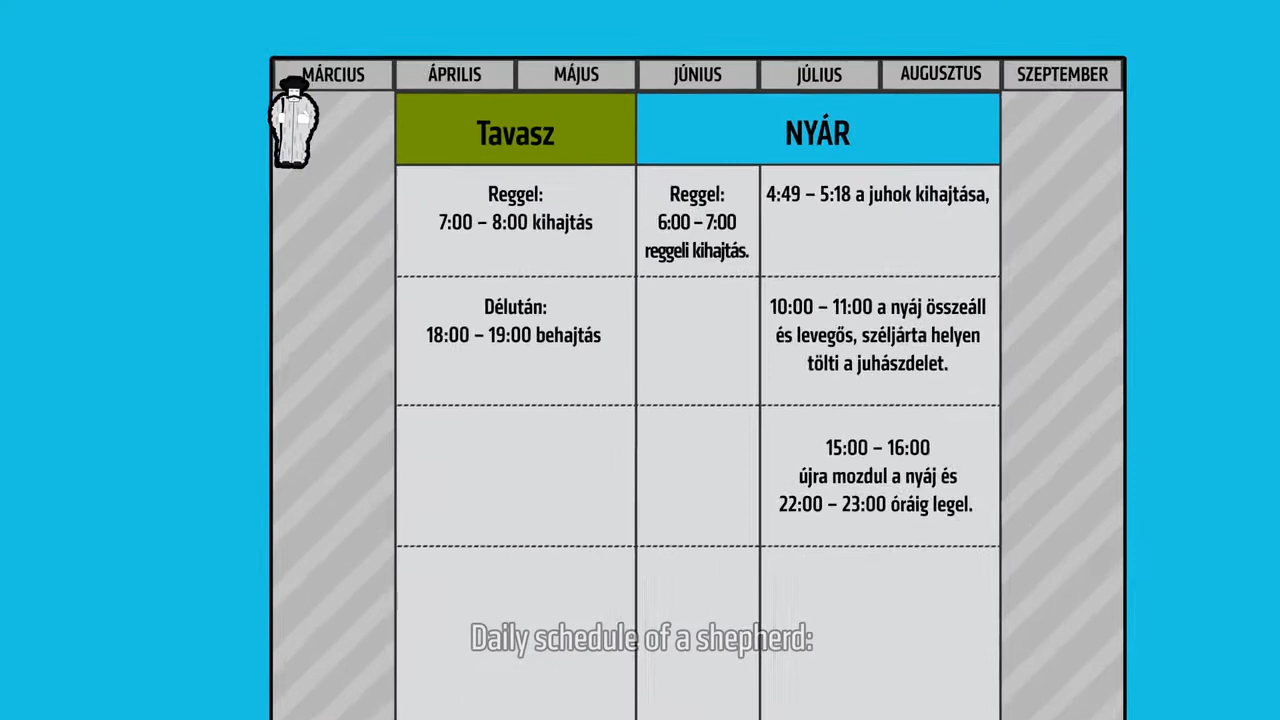 MÁRCIUS
ÁPRILIS
MÁJUS
JÚNIUS
JÚLIUS
AUGUSZTUS
SZEPTEMBER
Tavasz
NYÁR
Reggel:
7:00 – 8:00 kihajtás
Reggel:
6:00 – 7:00
reggeli kihajtás.
4:49 – 5:18 a juhok kihajtása,
Délután:
18:00 – 19:00 behajtás
10:00 – 11:00 a nyáj összeáll
és levegős, széljárta helyen
tölti a juhászdelet.
15:00 – 16:00
újra mozdul a nyáj és
22:00 – 23:00 óráig legel.
Daily schedule of a shepherd: